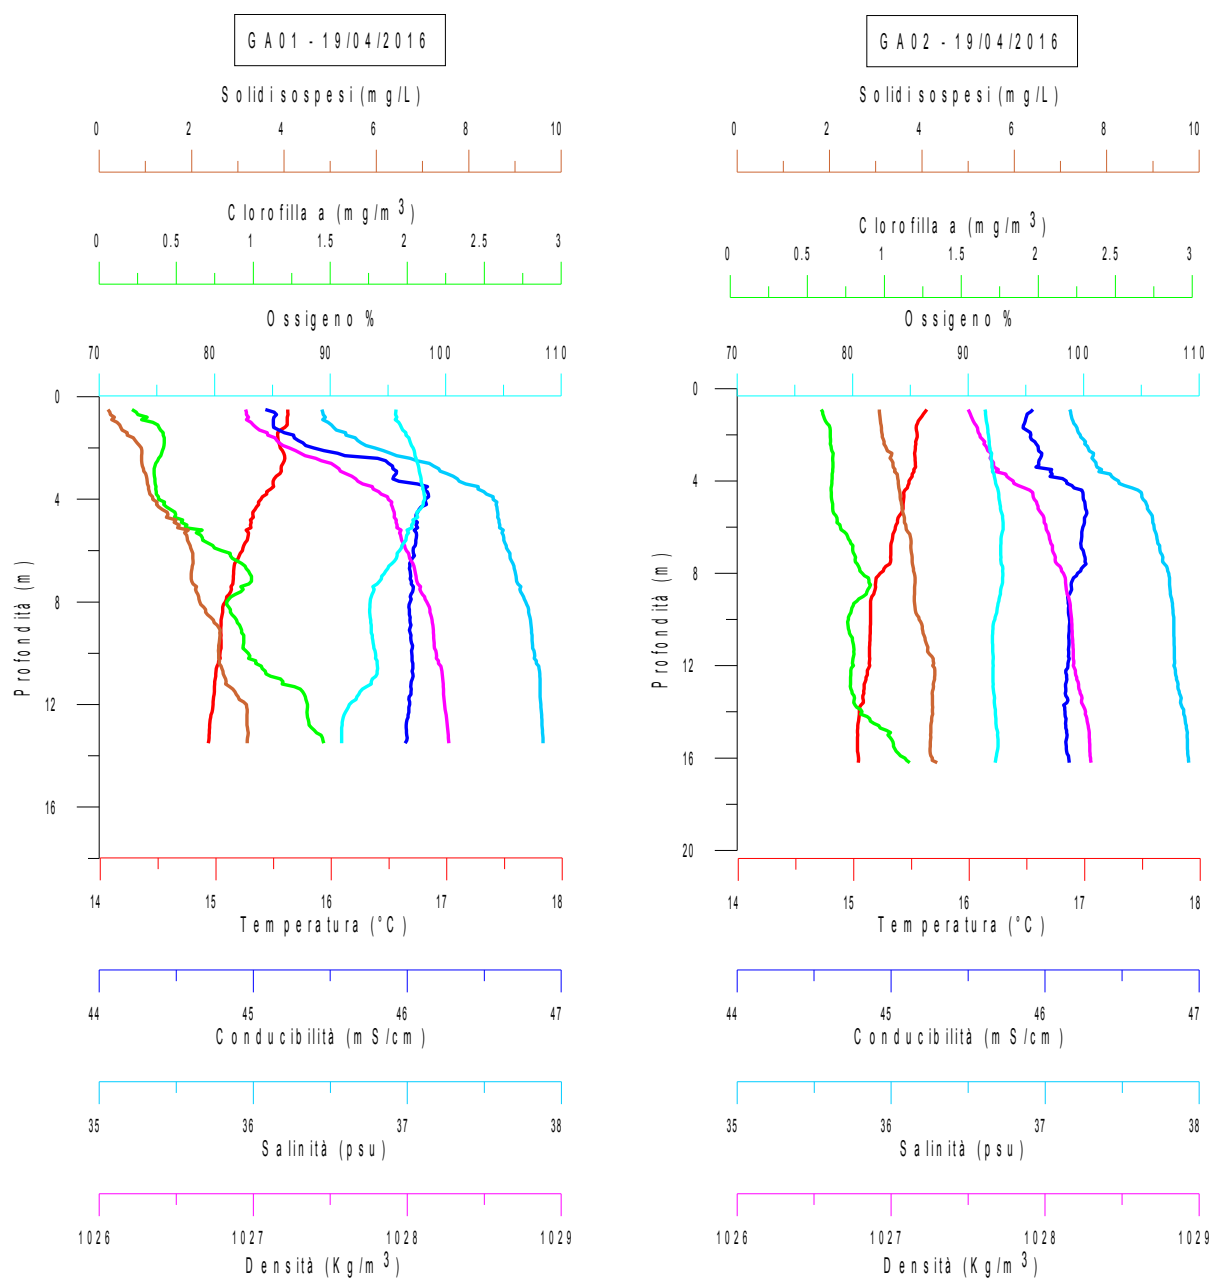 GA01 - 19/04/2016
Solidi sospesi (mg/L)
0 2 4 6 8 10
Clorofilla a (mg/m3)
0 0.5 1 1.5 2 2.5 3
Ossigeno %
70 80 90 100 110
0
4
8
12
16
Profondità (m)
14 15 16 17 18
Temperatura (°C)
44 45 46 47
Conducibilità (mS/cm)
35 36 37 38
Salinità (psu)
1026 1027 1028 1029
Densità (Kg/m3)
GA02 - 19/04/2016
Solidi sospesi (mg/L)
0 2 4 6 8 10
Clorofilla a (mg/m3)
0 0.5 1 1.5 2 2.5 3
Ossigeno %
70 80 90 100 110
0
4
8
12
16
20
Profondità (m)
14 15 16 17 18
Temperatura (°C)
44 45 46 47
Conducibilità (mS/cm)
35 36 37 38
Salinità (psu)
1026 1027 1028 1029
Densità (Kg/m3)